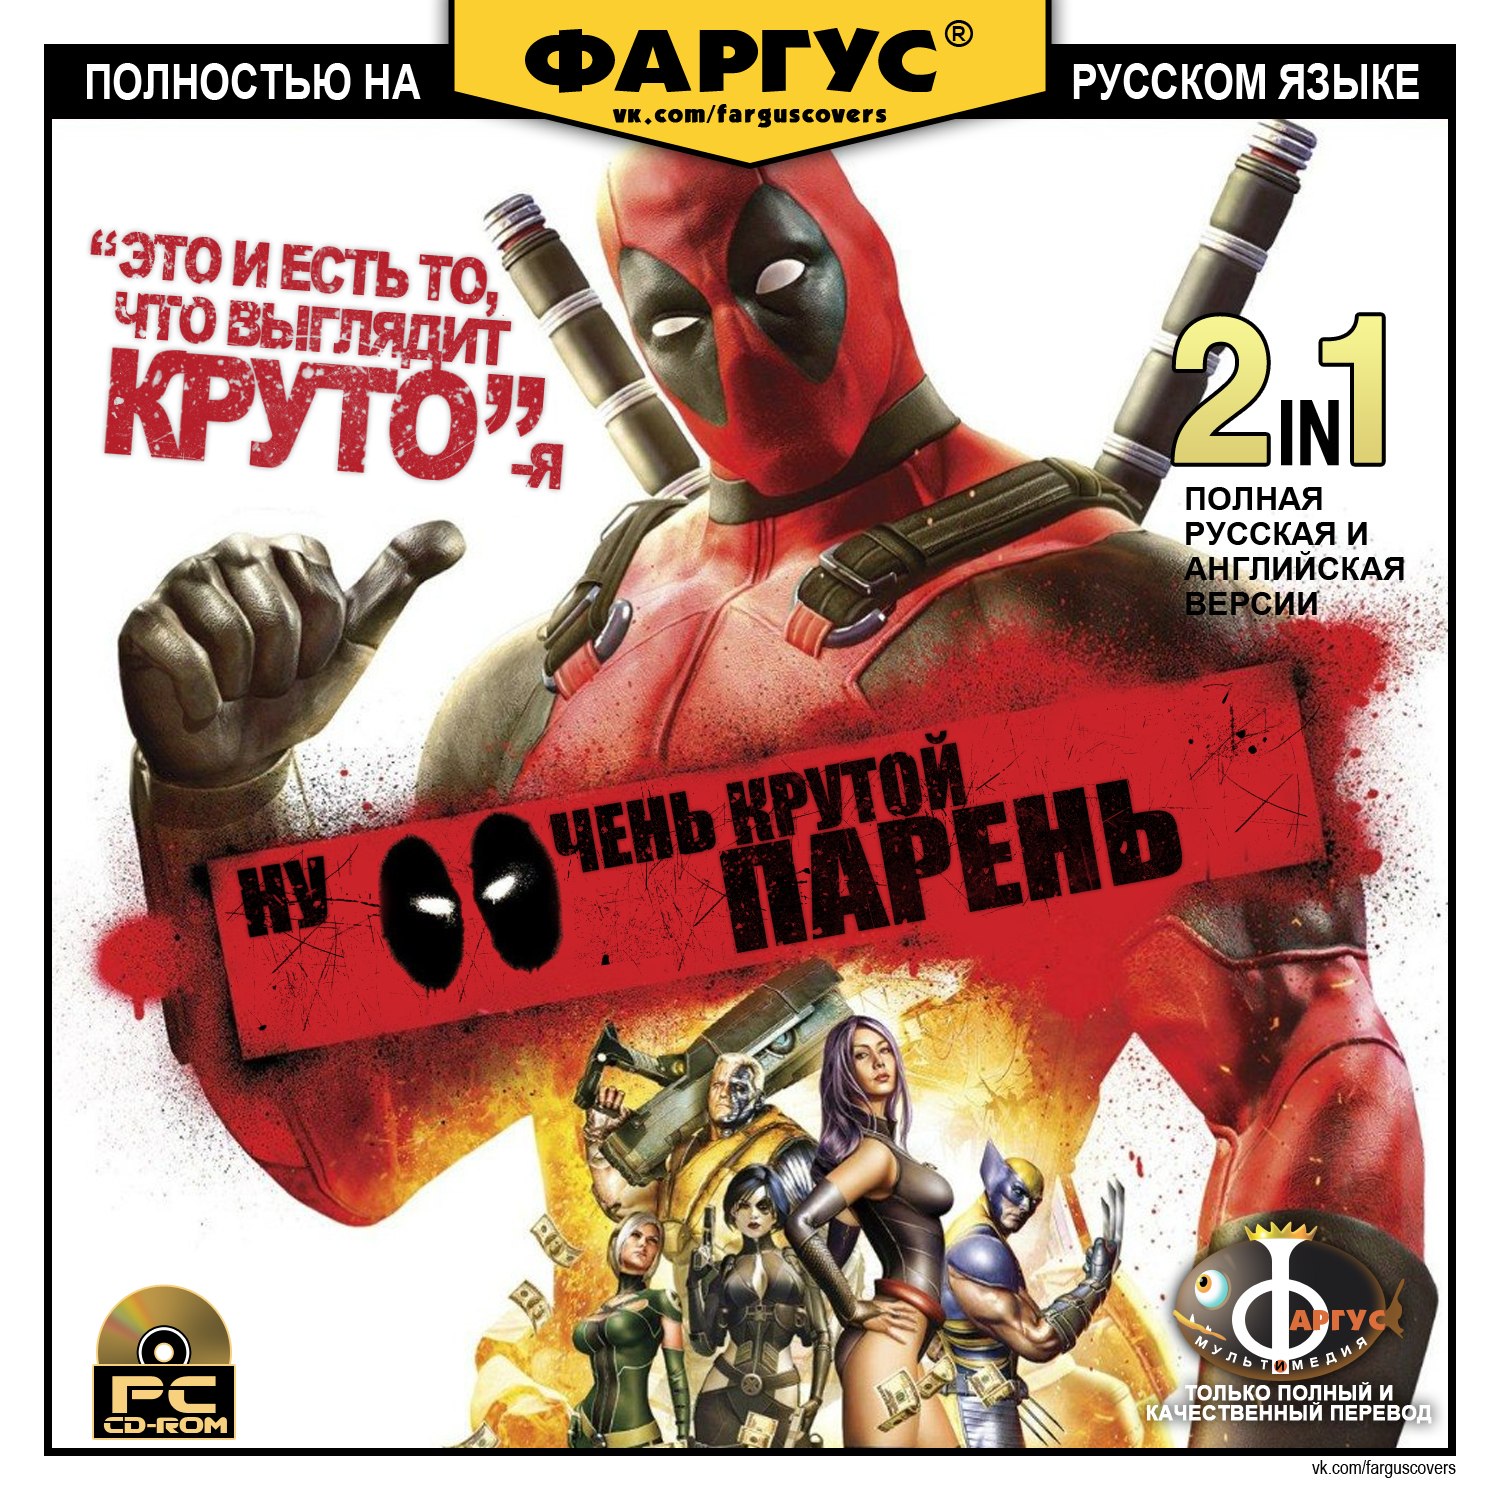 ФАРГУС®
vk.com/farguscovers
ПОЛНОСТЬЮ НА
РУССКОМ ЯЗЫКЕ
“ЭТО И ЕСТЬ ТО,
ЧТО ВЫГЛЯДИТ
КРУТО”
-Я
2IN1
ПОЛНАЯ
РУССКАЯ И
АНГЛИЙСКАЯ
ВЕРСИИ
НУ ЧЕНЬ КРУТОЙ
ПАРЕНЬ
PC
CD-ROM
ФАРГУС
МУЛЬТИМЕДИЯ
ТОЛЬКО ПОЛНЫЙ И
КАЧЕСТВЕННЫЙ ПЕРЕВОД
vk.com/farguscovers